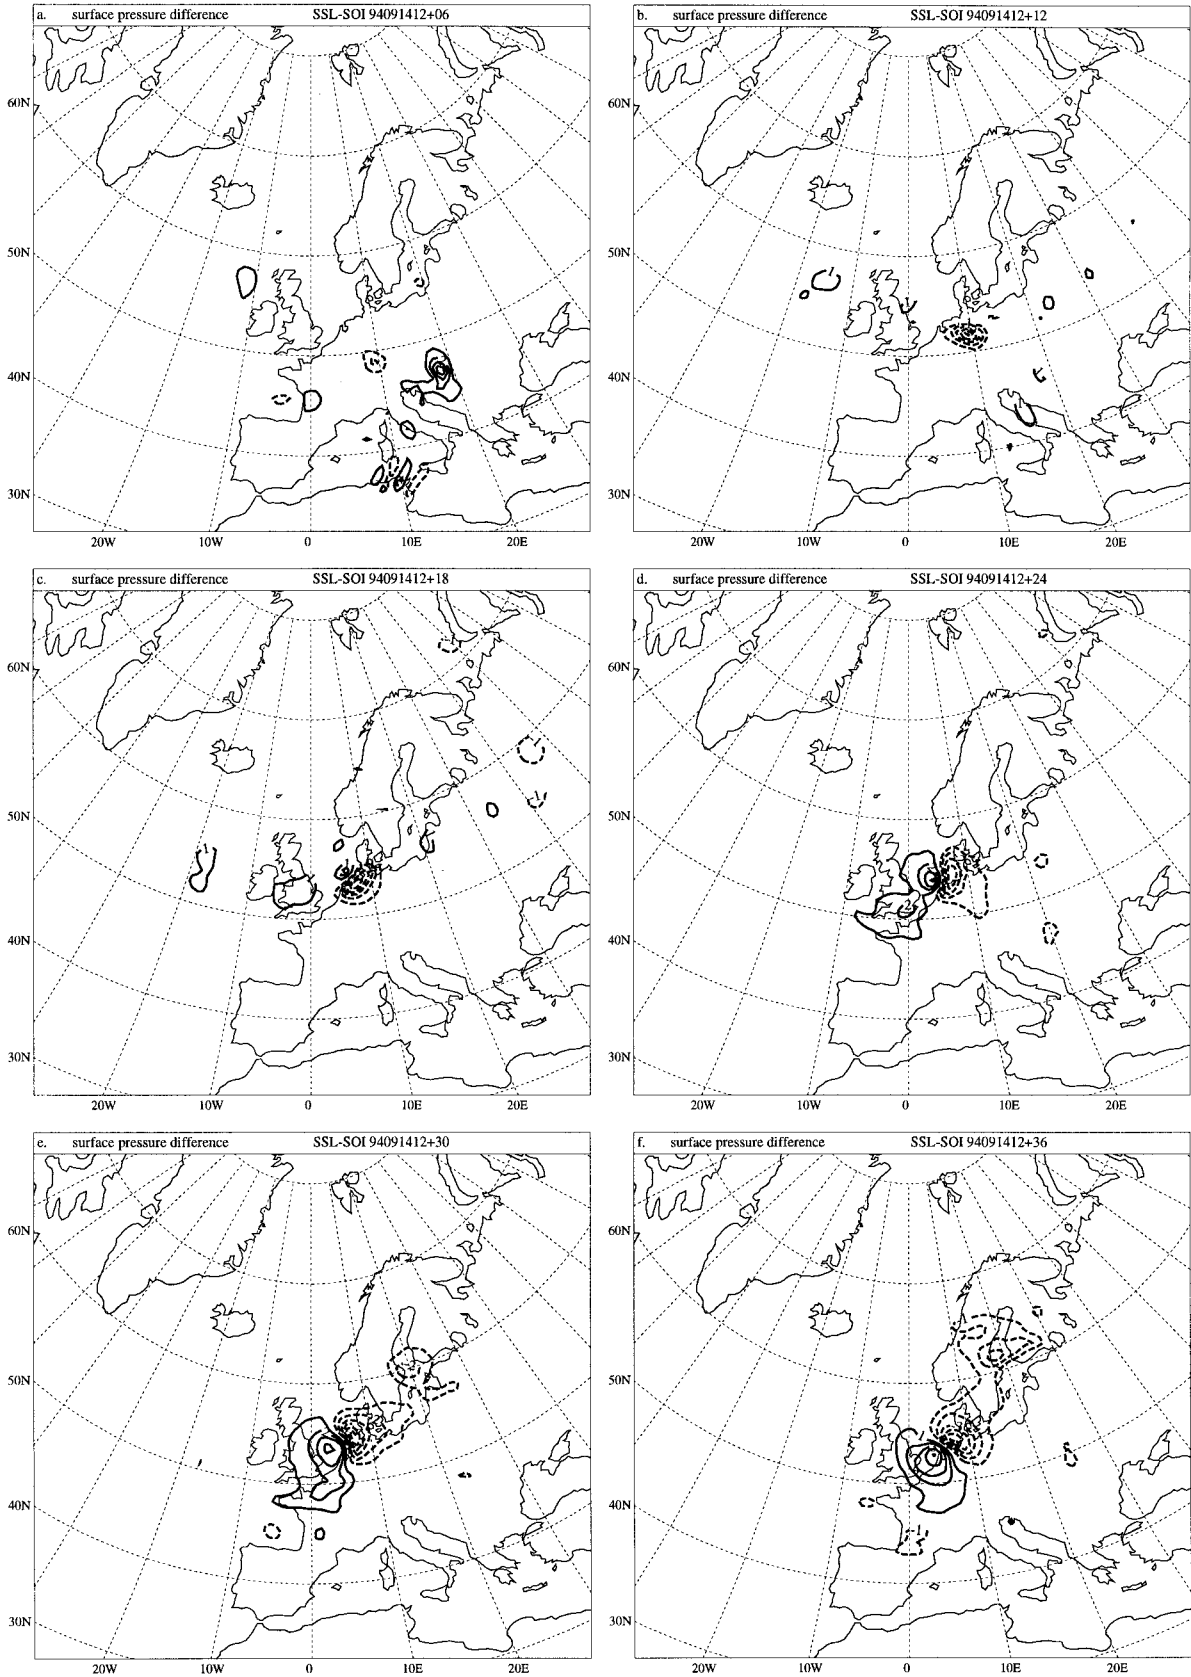 a. surface pressure difference SSL-SOI 94091412+06
60N
50N
40N
30N
20W 10W 0 10E 20E
b. surface pressure difference SSL-SOI 94091412+12
60N
50N
40N
30N
20W 10W 0 10E 20E
c. surface pressure difference SSL-SOI 94091412+18
60N
50N
40N
30N
20W 10W 0 10E 20E
d. surface pressure difference SSL-SOI 94091412+24
60N
50N
2
40N
30N
20W 10W 0 10E 20E
e. surface pressure difference SSL-SOI 94091412+30
60N
50N
40N
30N
20W 10W 0 10E 20E
f. surface pressure difference SSL-SOI 94091412+36
60N
50N
40N
30N
20W 10W 0 10E 20E